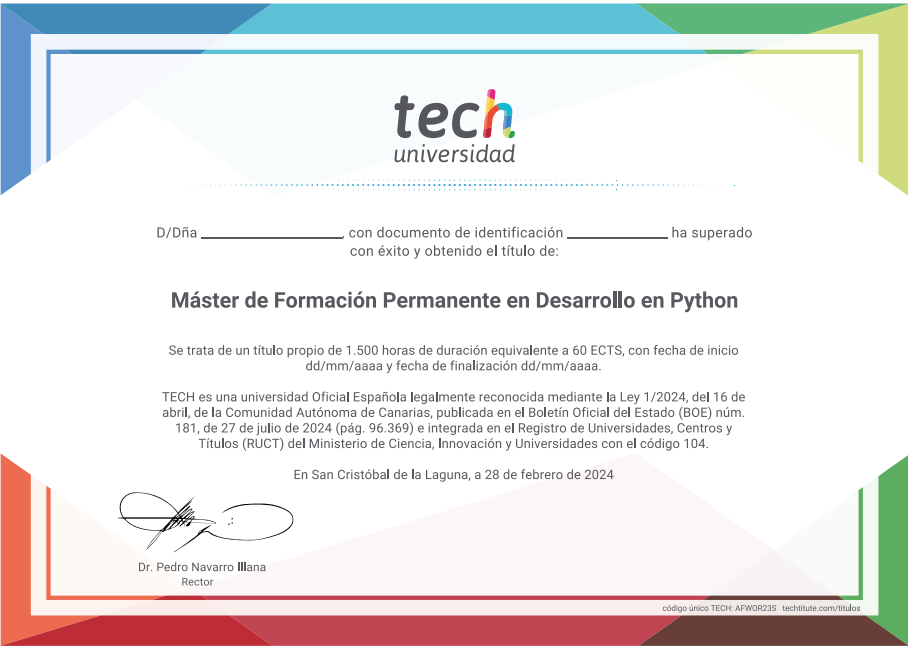 tech
universidad
D/Dña ____________________, con documento de identificación ______________ ha superado
con éxito y obtenido el título de:
Máster de Formación Permanente en Desarrollo en Python
Se trata de un título propio de 1.500 horas de duración equivalente a 60 ECTS, con fecha de inicio
dd/mm/aaaa y fecha de finalización dd/mm/aaaa.
TECH es una universidad Oficial Española legalmente reconocida mediante la Ley 1/2024, del 16 de
abril, de la Comunidad Autónoma de Canarias, publicada en el Boletín Oficial del Estado (BOE) núm.
181, de 27 de julio de 2024 (pág. 96.369) e integrada en el Registro de Universidades, Centros y
Títulos (RUCT) del Ministerio de Ciencia, Innovación y Universidades con el código 104.
En San Cristóbal de la Laguna, a 28 de febrero de 2024
Dr. Pedro Navarro Illana
Rector
código único TECH: AFWOR23S techtitute.com/titulos